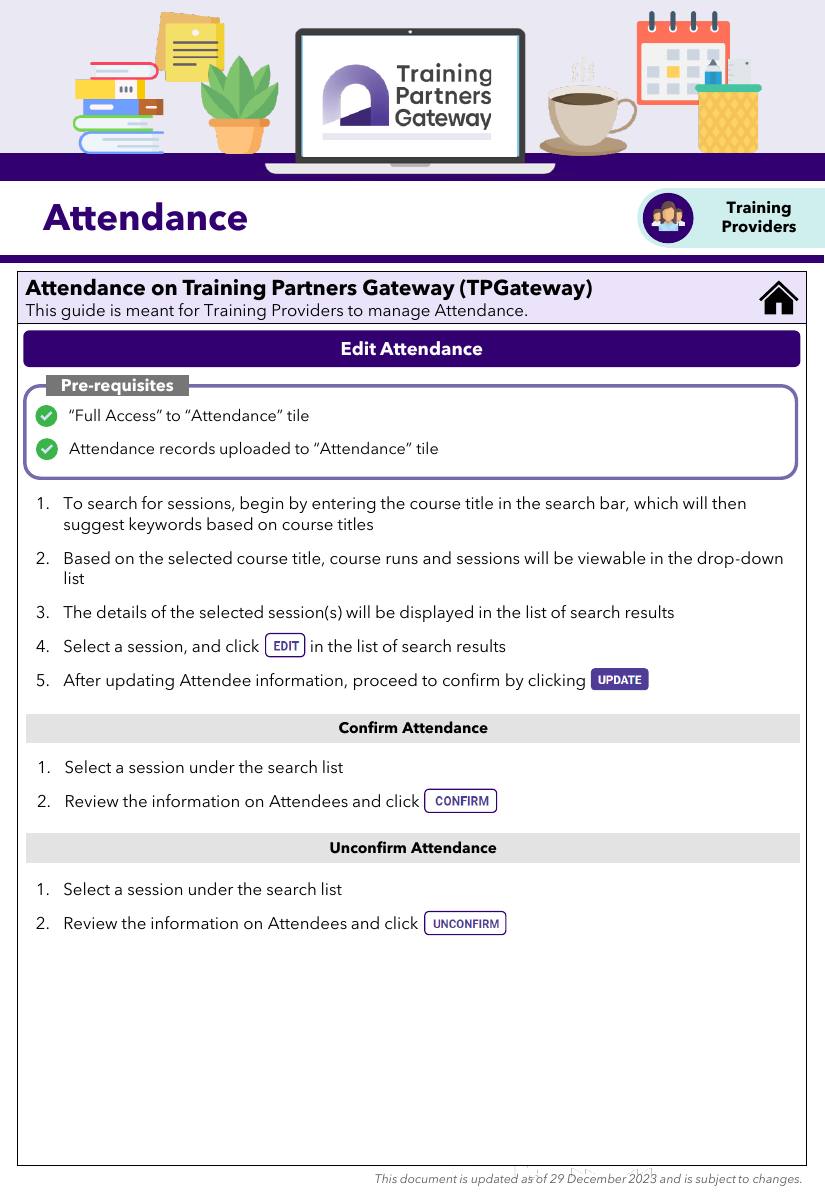 Training
Partners
Gateway
Attendance
Training
Providers
Attendance on Training Partners Gateway (TPGateway)
This guide is meant for Training Providers to manage Attendance.
Edit Attendance
Pre-requisites
“Full Access” to “Attendance” tile
Attendance records uploaded to “Attendance” tile
1. To search for sessions, begin by entering the course title in the search bar, which will then
suggest keywords based on course titles
2. Based on the selected course title, course runs and sessions will be viewable in the drop-down
list
3. The details of the selected session(s) will be displayed in the list of search results
4. Select a session, and click EDIT in the list of search results
5. After updating Attendee information, proceed to confirm by clicking UPDATE
Confirm Attendance
1. Select a session under the search list
2. Review the information on Attendees and click CONFIRM
Unconfirm Attendance
1. Select a session under the search list
2. Review the information on Attendees and click UNCONFIRM
This document is updated as of 29 December 2023 and is subject to changes.